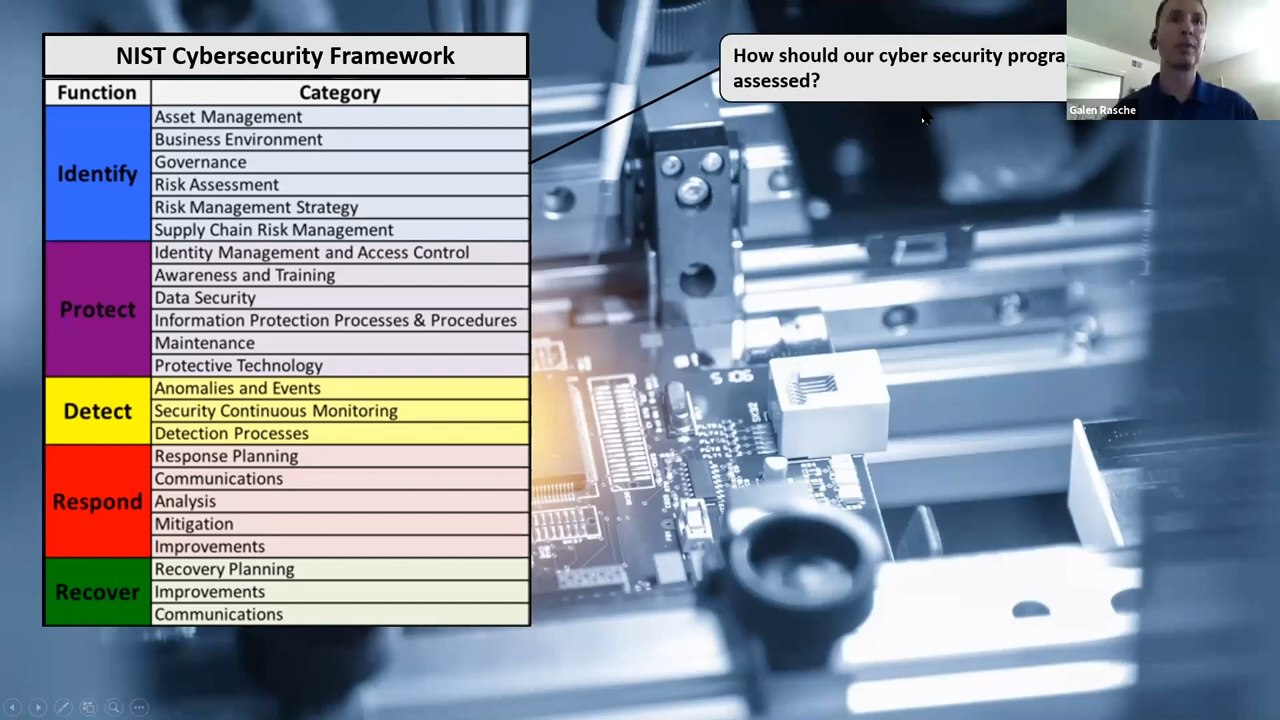 NIST Cybersecurity Framework
Function Category
Identify
Asset Management
Business Environment
Governance
Risk Assessment
Risk Management Strategy
Supply Chain Risk Management
Protect
Identity Management and Access Control
Awareness and Training
Data Security
Information Protection Processes & Procedures
Maintenance
Protective Technology
Detect
Anomalies and Events
Security Continuous Monitoring
Detection Processes
Respond
Response Planning
Communications
Analysis
Mitigation
Improvements
Recover
Recovery Planning
Improvements
Communications
How should our cyber security progra
assessed?
Galen Rasche